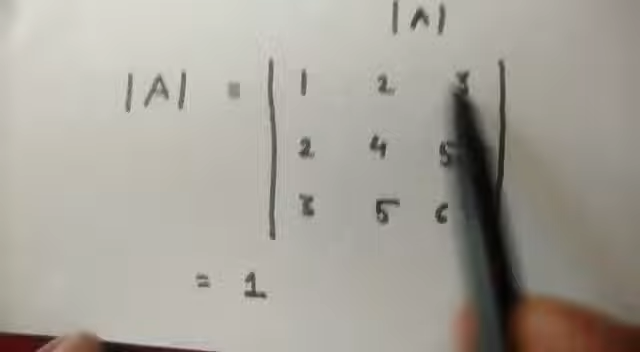 |A|
|A| = | 1 2 3 |
| 2 4 5 |
| 3 5 6 |
= 1